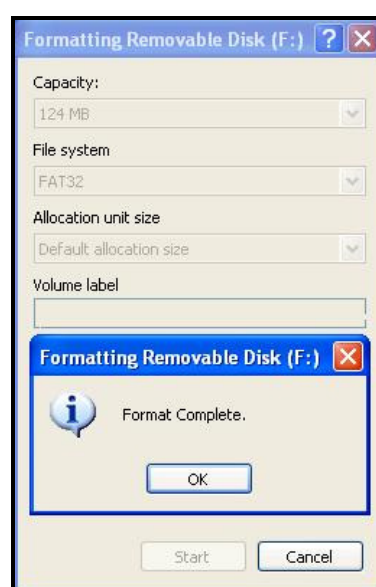 Formatting Removable Disk (F:)
Capacity:
124 MB
File system
FAT32
Allocation unit size
Default allocation size
Volume label
Formatting Removable Disk (F:)
Format Complete.
OK
Start Cancel